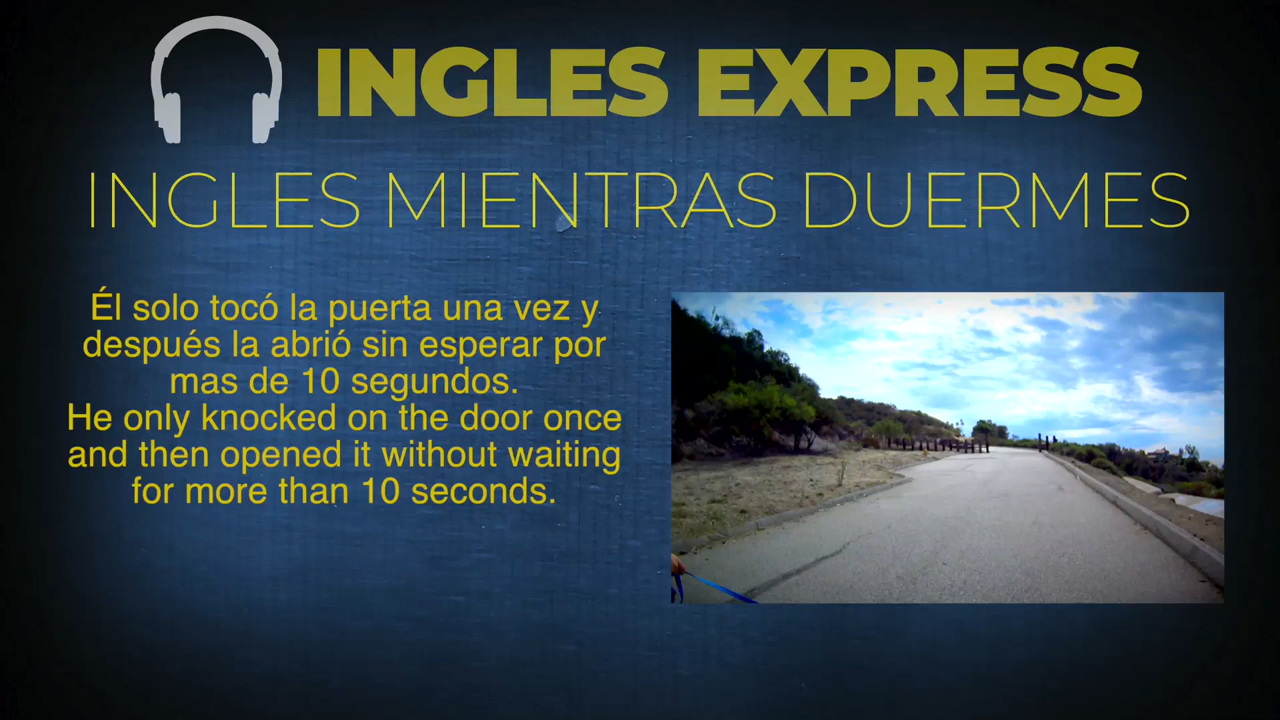 INGLES EXPRESS
INGLES MIENTRAS DUERMES
Él solo tocó la puerta una vez y
después la abrió sin esperar por
mas de 10 segundos.
He only knocked on the door once
and then opened it without waiting
for more than 10 seconds.